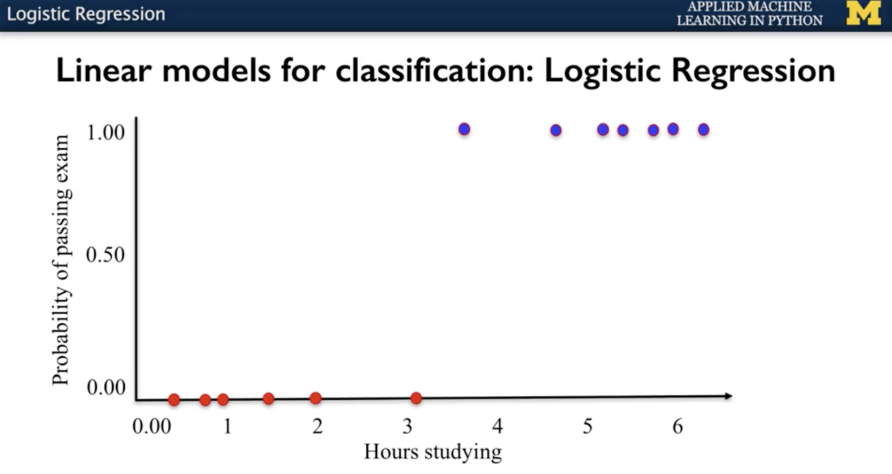 Logistic Regression
APPLIED MACHINE
LEARNING IN PYTHON
M
Linear models for classification: Logistic Regression
Probability of passing exam
1.00
0.50
0.00
0.00 1 2 3 4 5 6
Hours studying